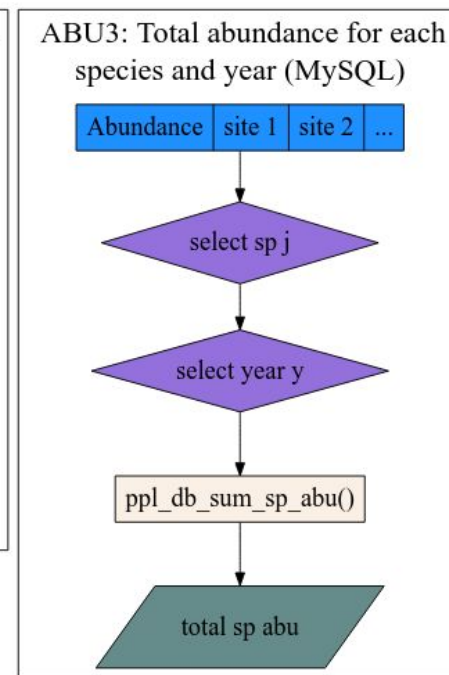 ABU3: Total abundance for each
species and year (MySQL)
Abundance site 1 site 2 ...
select sp j
select year y
ppl_db_sum_sp_abu()
total sp abu